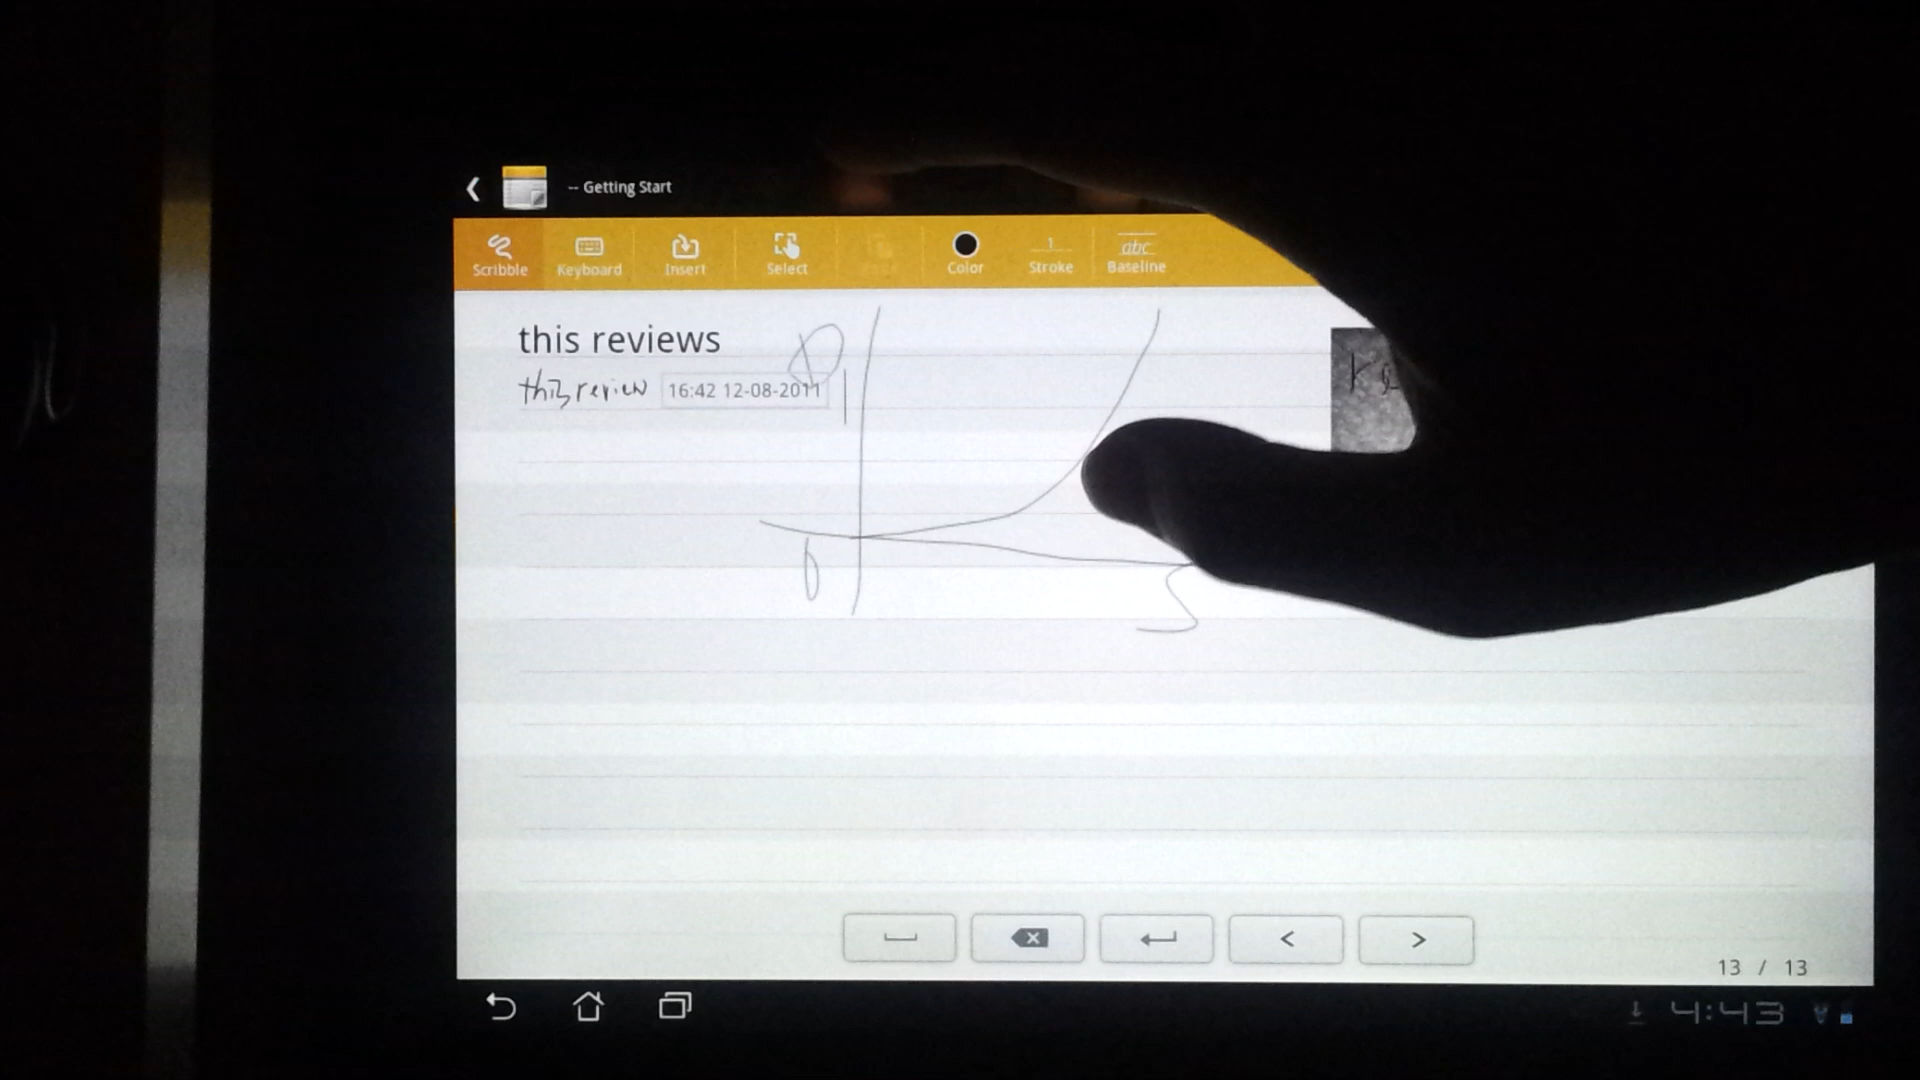 -- Getting Start
Scribble Keyboard Insert Select Color 1 Stroke abc Baseline
this reviews
this review 16:42 12-08-2011
13 / 13
4:43